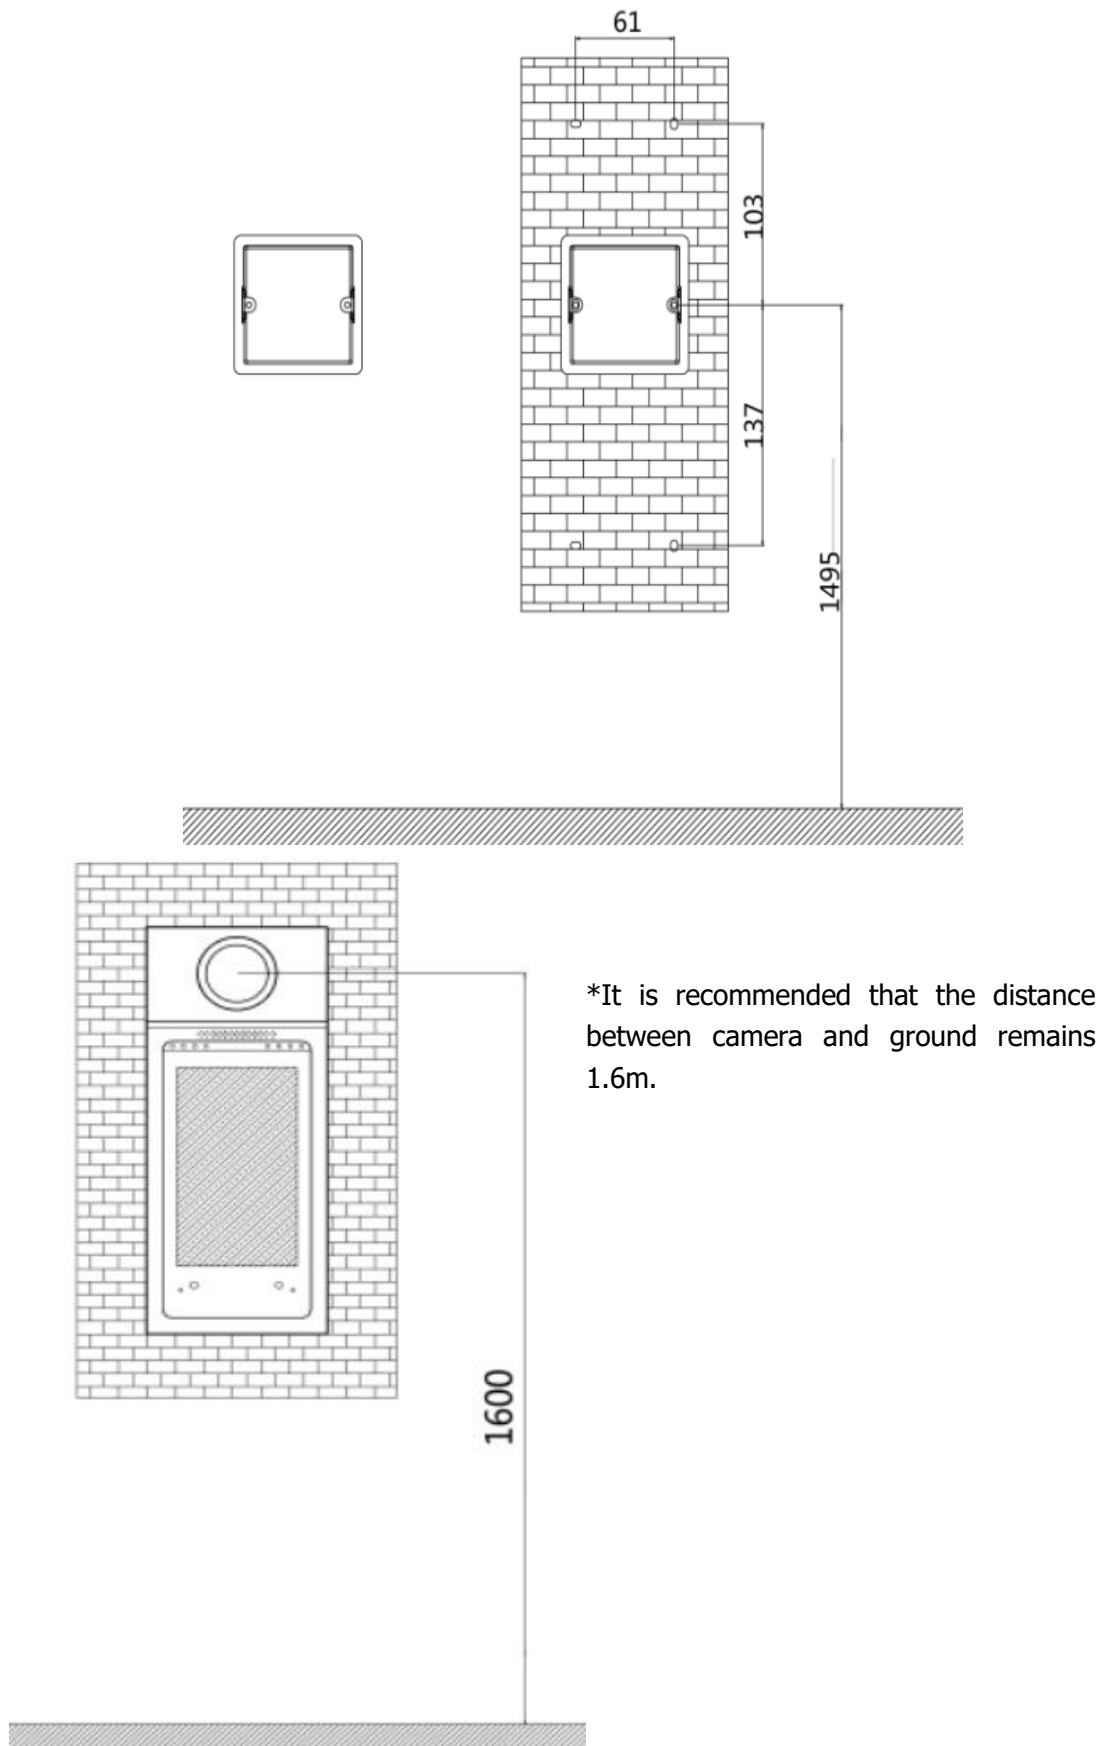 61
103
137
1495
*It is recommended that the distance
between camera and ground remains
1.6m.
1600